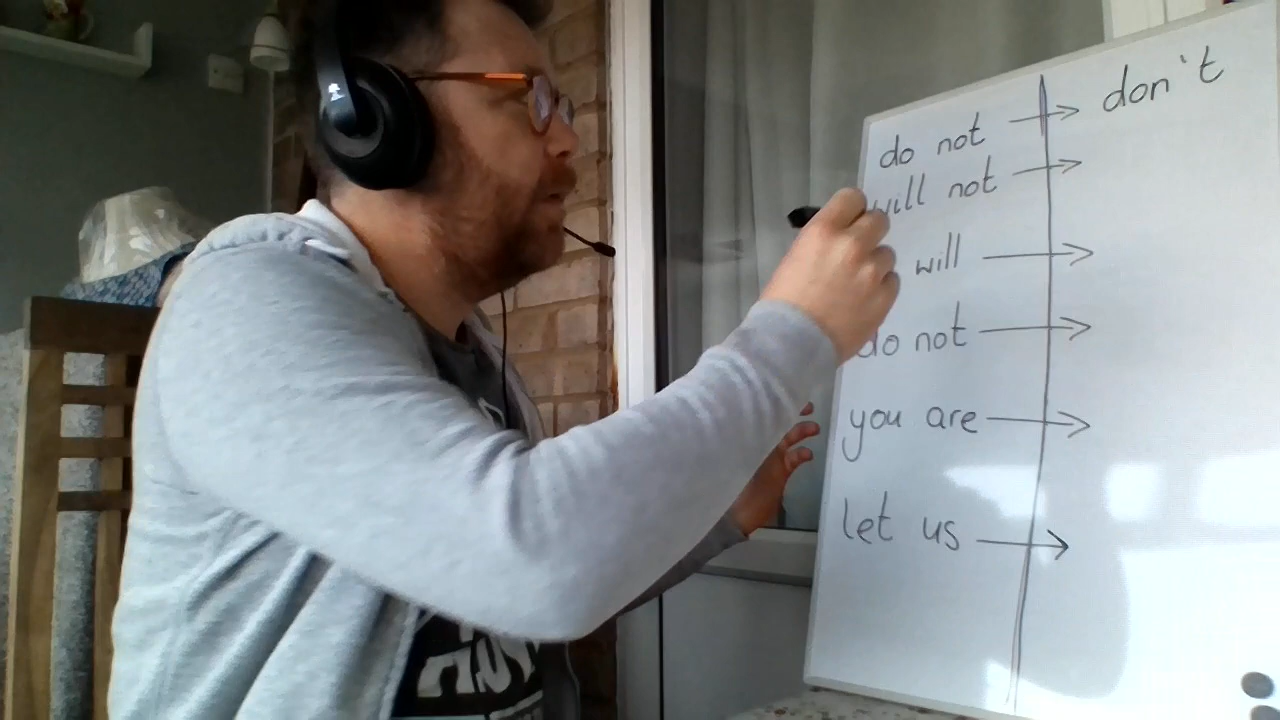 do not → don't
will not →
will →
do not →
you are →
let us →